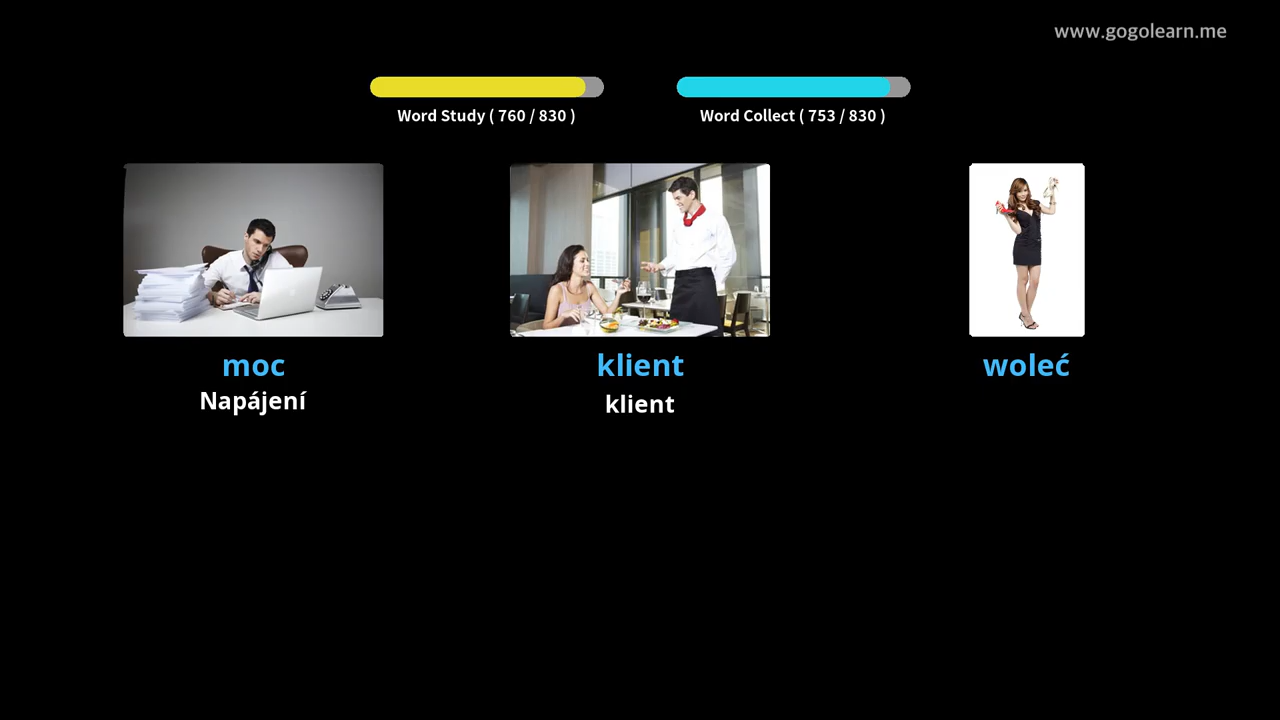 www.gogolearn.me
Word Study ( 760 / 830 )
Word Collect ( 753 / 830 )
moc
klient
woleć
Napájení
klient